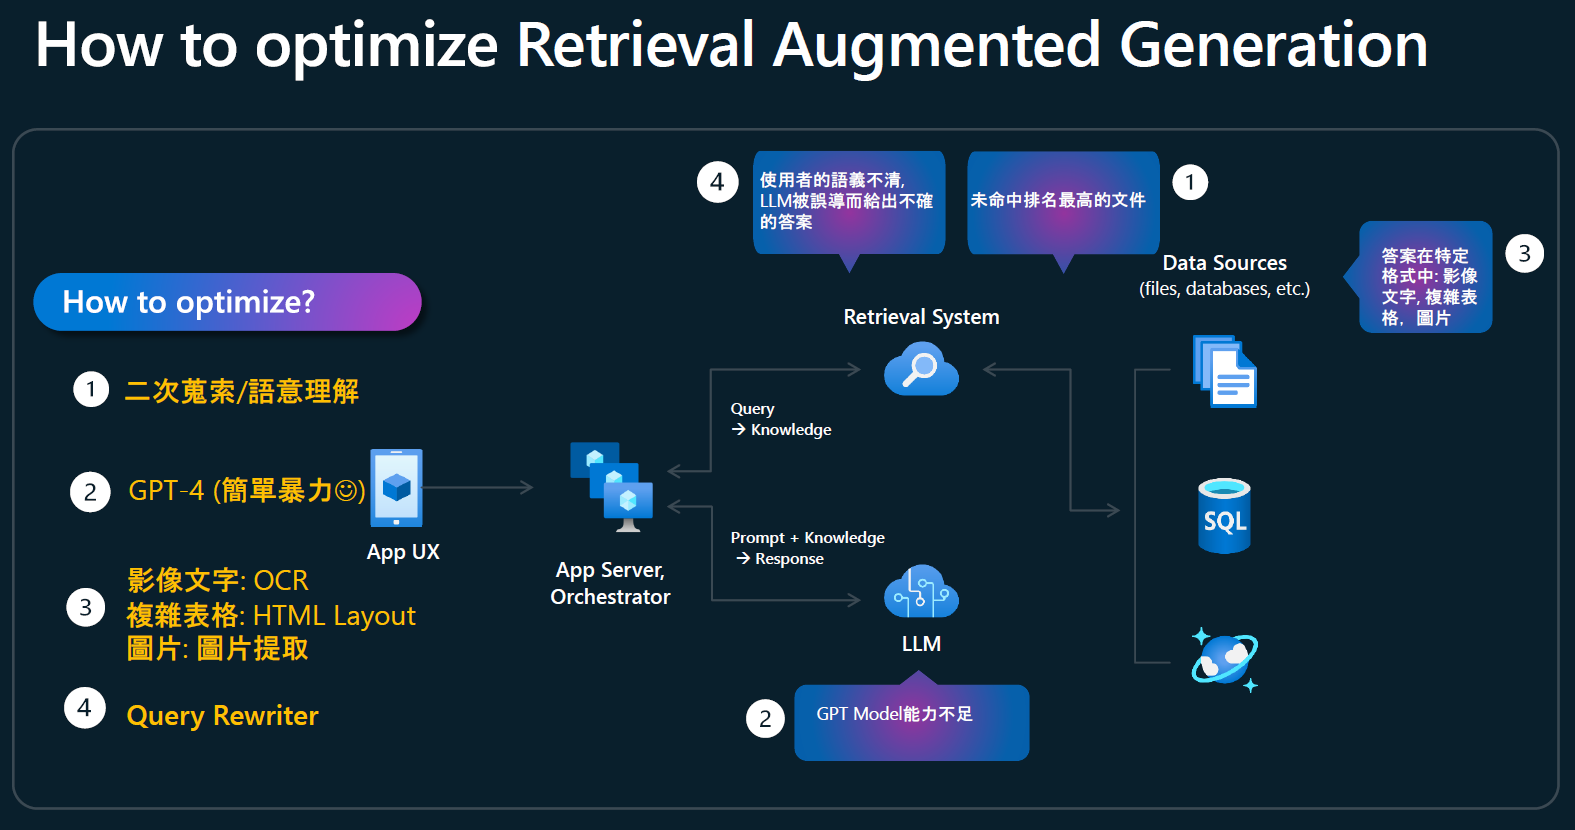 How to optimize Retrieval Augmented Generation
4
使用者的語義不清,
LLM被誤導而給出不確
的答案
未命中排名最高的文件
1
Data Sources
(files, databases, etc.)
答案在特定
格式中: 影像
文字, 複雜表
格, 圖片
3
How to optimize?
Retrieval System
1 二次蒐索/語意理解
Query
→ Knowledge
2 GPT-4 (簡單暴力☺)
SQL
App UX
App Server,
Orchestrator
Prompt + Knowledge
→ Response
3
影像文字: OCR
複雜表格: HTML Layout
圖片: 圖片提取
LLM
4 Query Rewriter
2
GPT Model能力不足